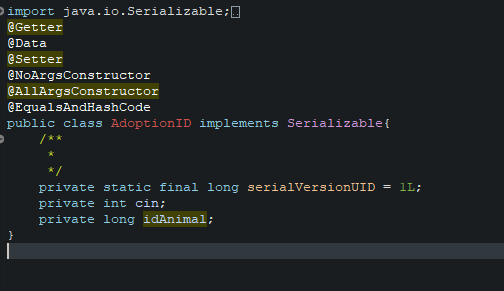 import java.io.Serializable;
@Getter
@Data
@Setter
@NoArgsConstructor
@AllArgsConstructor
@EqualsAndHashCode
public class AdoptionID implements Serializable{
    /**
     *
     */
    private static final long serialVersionUID = 1L;
    private int cin;
    private long idAnimal;
}